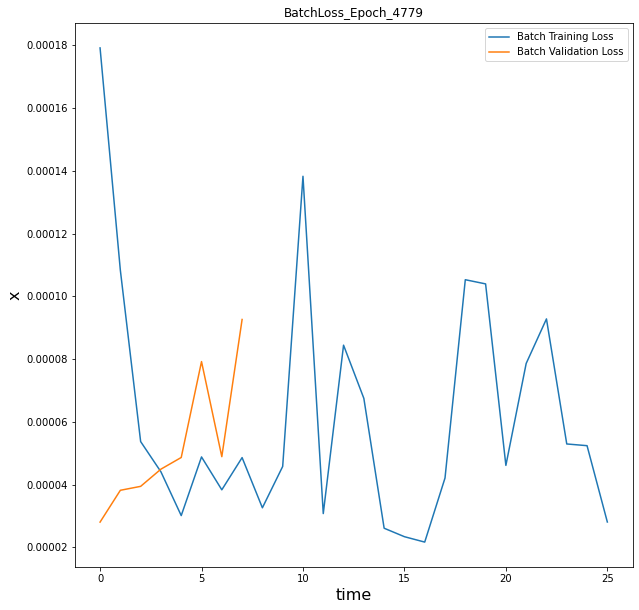 BatchLoss_Epoch_4779
Batch Training Loss
Batch Validation Loss
0.00018
0.00016
0.00014
0.00012
0.00010
0.00008
0.00006
0.00004
0.00002
x
0 5 10 15 20 25
time